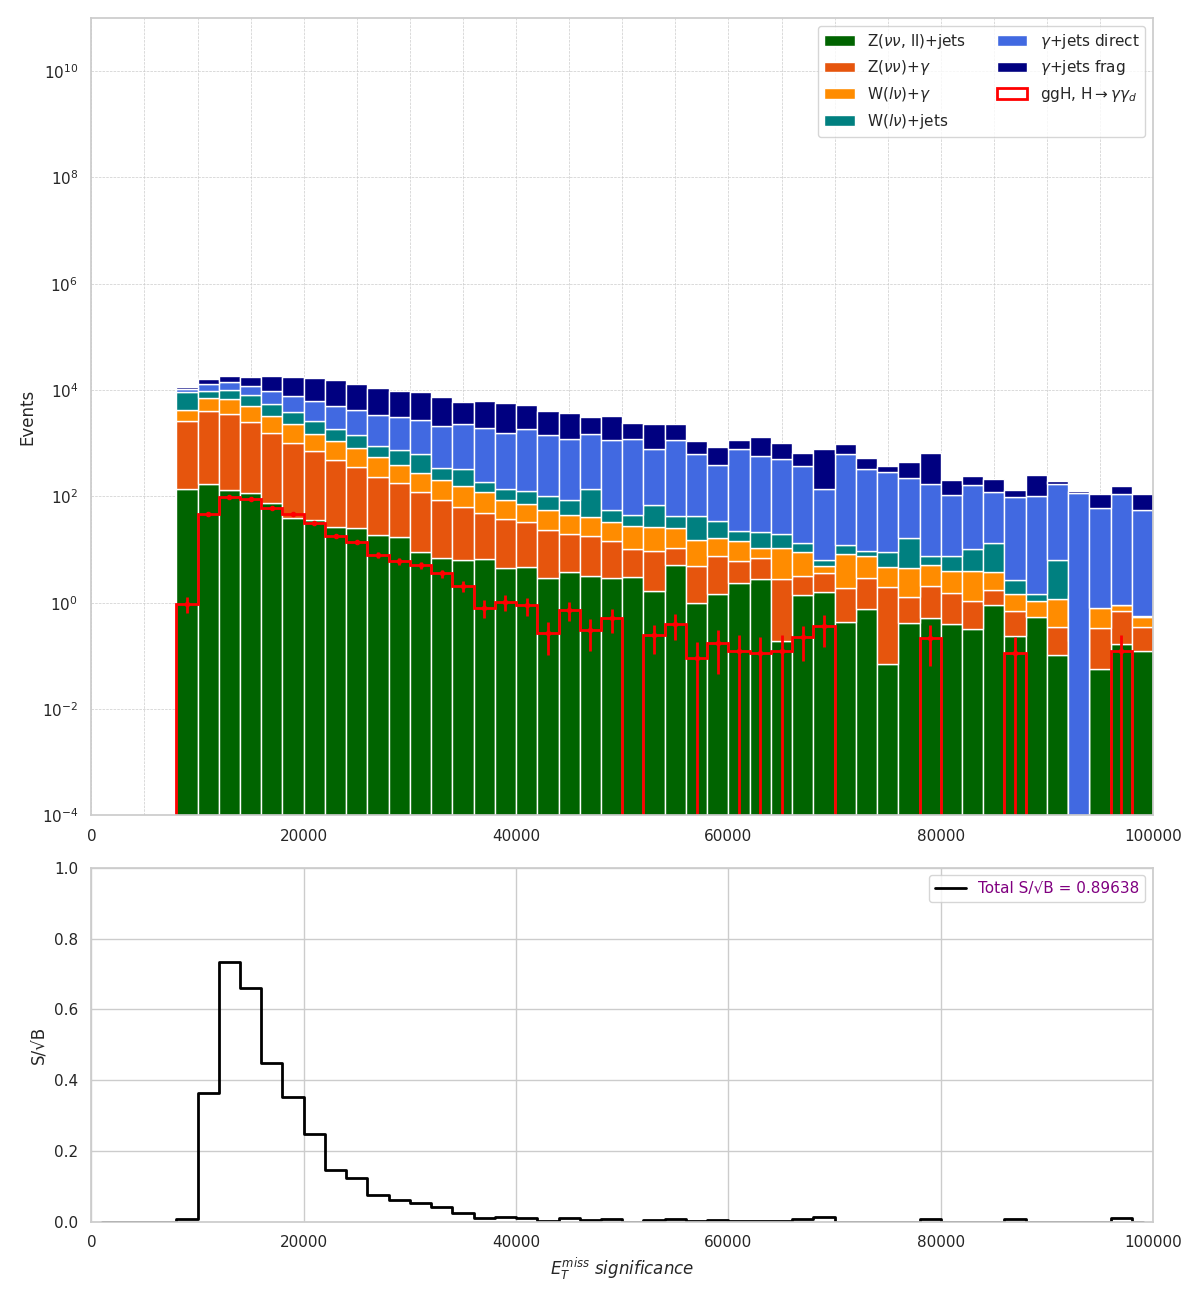 Events
10^10
10^8
10^6
10^4
10^2
10^0
10^−2
10^−4
Z(νν, ll)+jets
Z(νν)+γ
W(lν)+γ
W(lν)+jets
γ+jets direct
γ+jets frag
ggH, H→γγ_d
0 20000 40000 60000 80000 100000
S/√B
1.0
0.8
0.6
0.4
0.2
0.0
Total S/√B = 0.89638
0 20000 40000 60000 80000 100000
E_T^miss significance